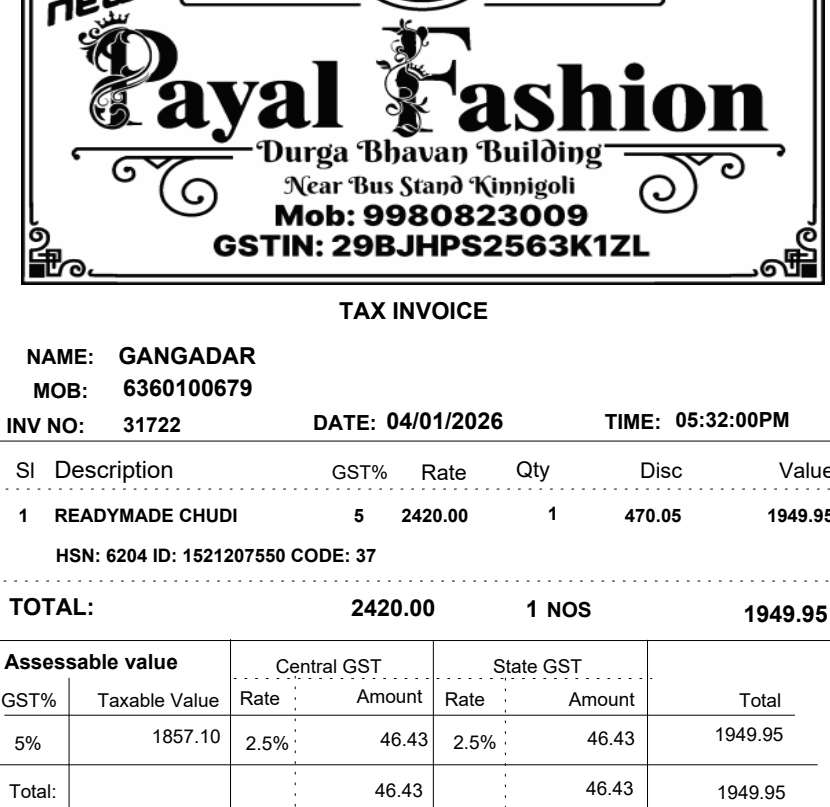 new
Payal Fashion
Durga Bhavan Building
Near Bus Stand Kinnigoli
Mob: 9980823009
GSTIN: 29BJHPS2563K1ZL
TAX INVOICE
NAME: GANGADAR
MOB: 6360100679
INV NO: 31722 DATE: 04/01/2026 TIME: 05:32:00PM
Sl Description GST% Rate Qty Disc Value
1 READYMADE CHUDI 5 2420.00 1 470.05 1949.95
HSN: 6204 ID: 1521207550 CODE: 37
TOTAL: 2420.00 1 NOS 1949.95
Assessable value Central GST State GST
GST% Taxable Value Rate Amount Rate Amount Total
5% 1857.10 2.5% 46.43 2.5% 46.43 1949.95
Total: 46.43 46.43 1949.95